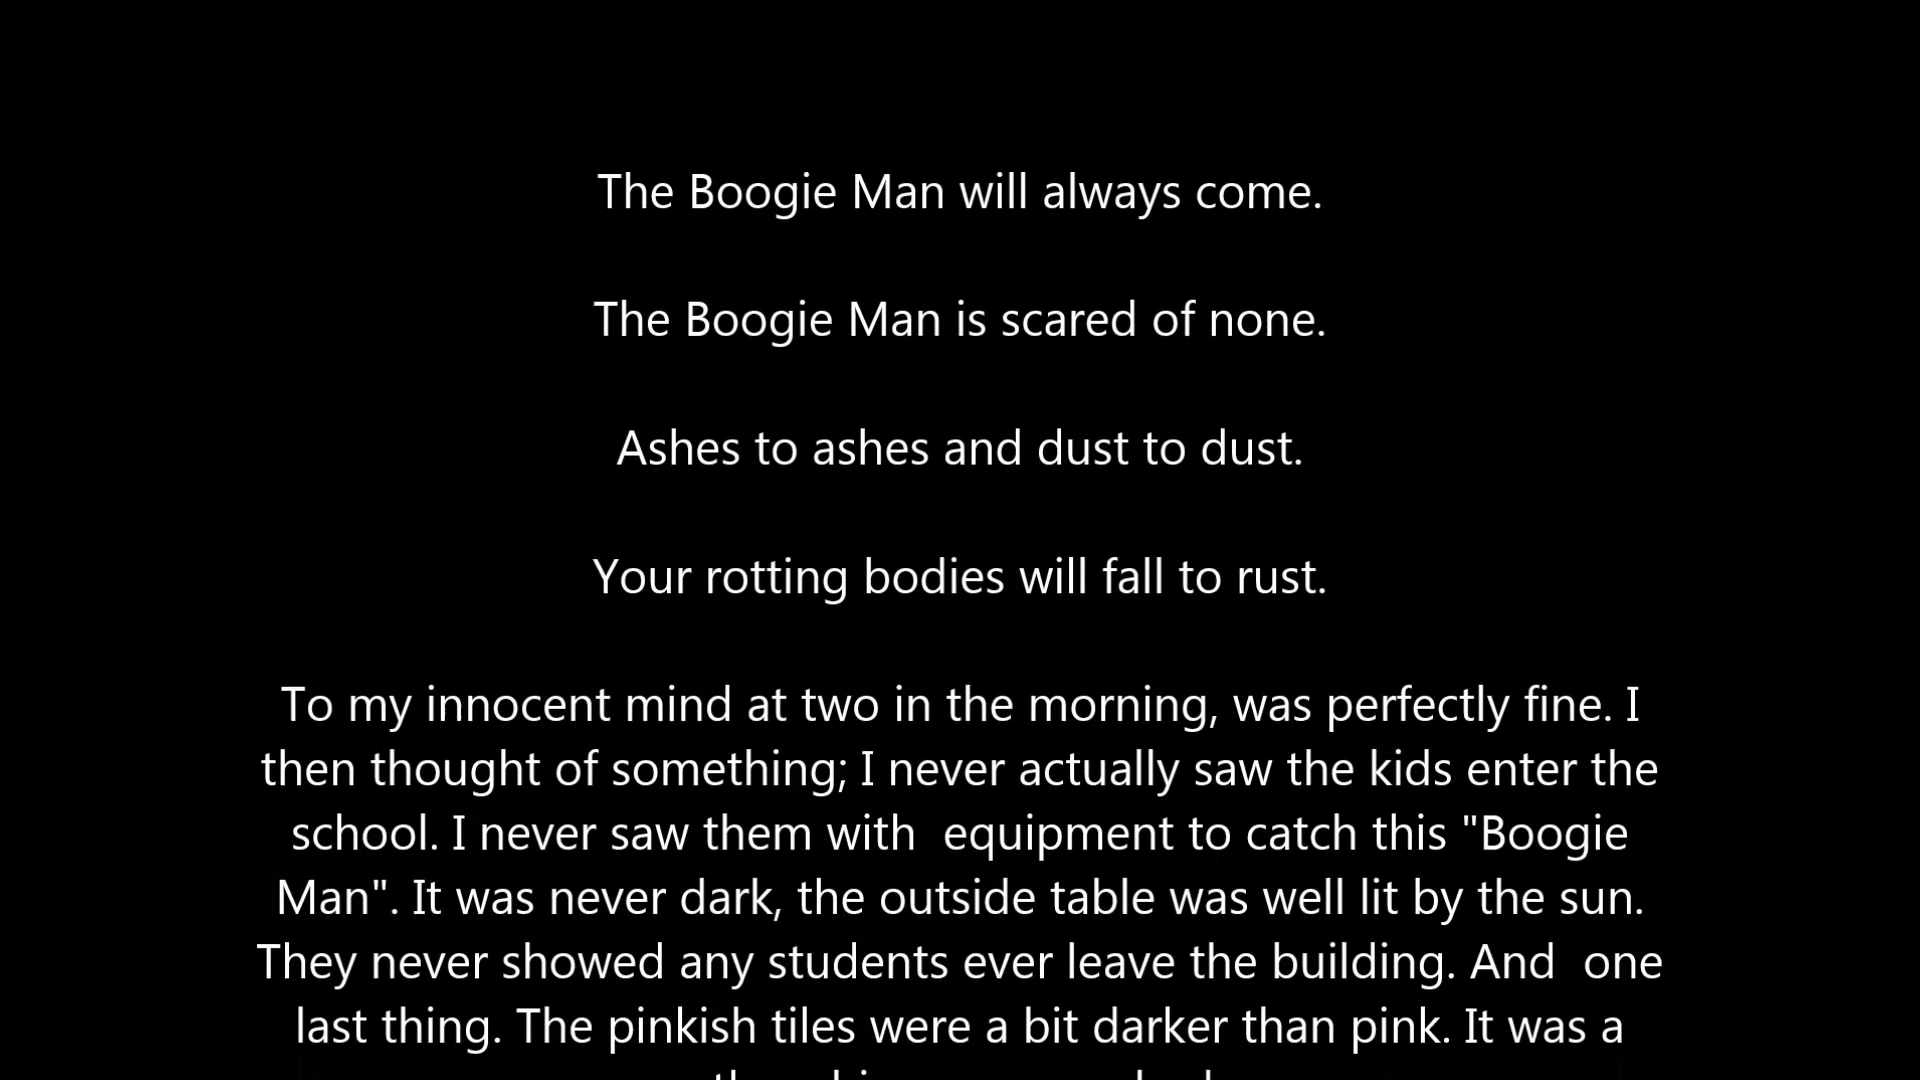 The Boogie Man will always come.
The Boogie Man is scared of none.
Ashes to ashes and dust to dust.
Your rotting bodies will fall to rust.
To my innocent mind at two in the morning, was perfectly fine. I
then thought of something; I never actually saw the kids enter the
school. I never saw them with  equipment to catch this "Boogie
Man". It was never dark, the outside table was well lit by the sun.
They never showed any students ever leave the building. And  one
last thing. The pinkish tiles were a bit darker than pink. It was a